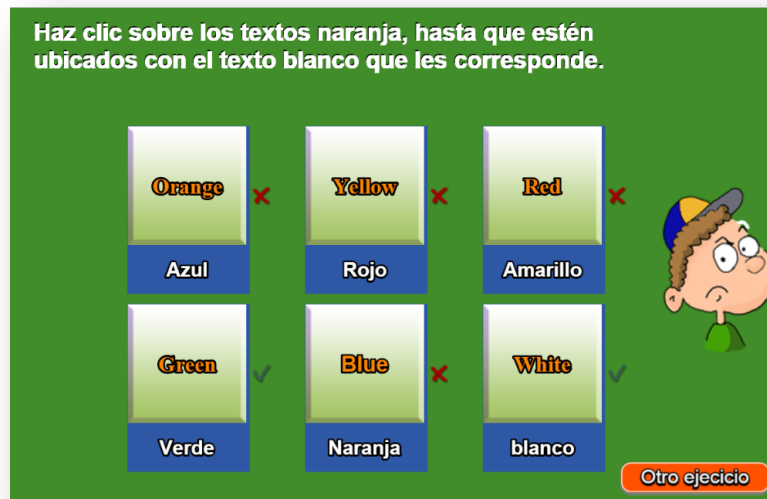 Haz clic sobre los textos naranja, hasta que estén
ubicados con el texto blanco que les corresponde.
Orange
Yellow
Red
Azul
Rojo
Amarillo
Green
Blue
White
Verde
Naranja
blanco
Otro ejecicio